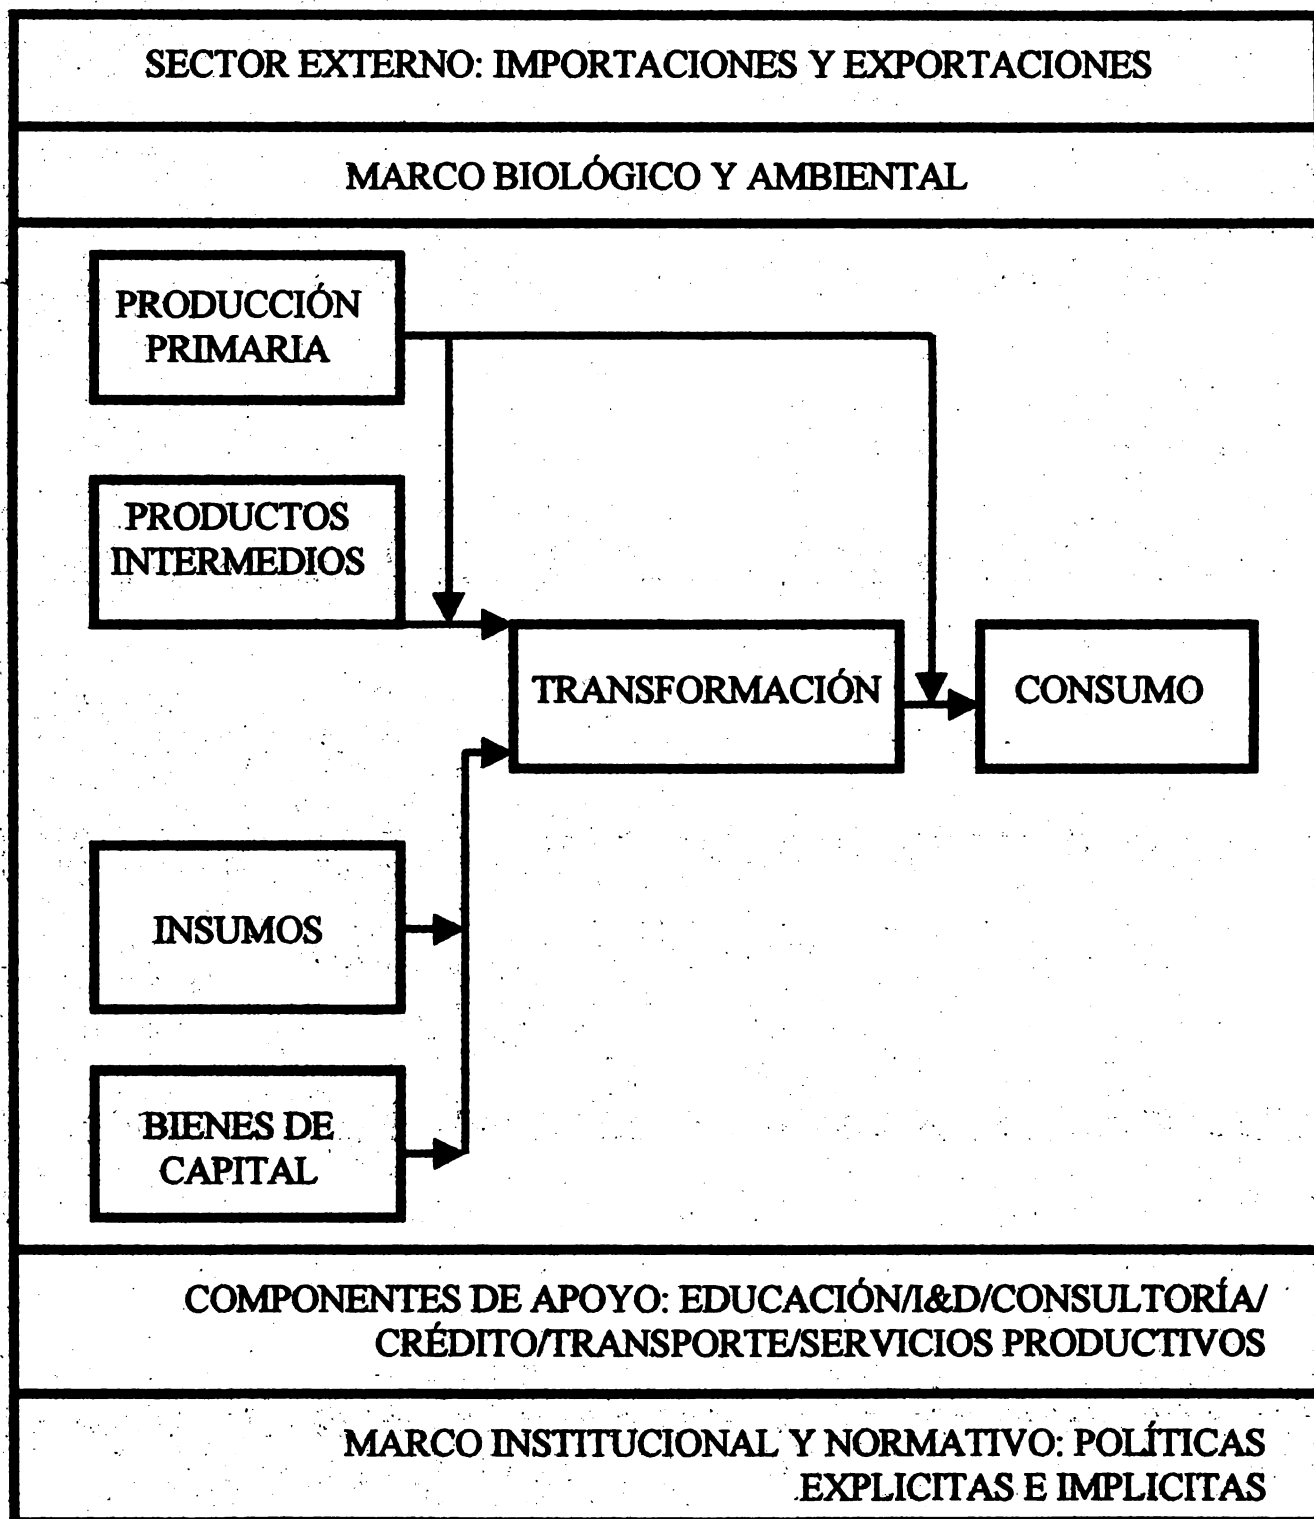 SECTOR EXTERNO: IMPORTACIONES Y EXPORTACIONES
MARCO BIOLÓGICO Y AMBIENTAL
PRODUCCIÓN
PRIMARIA
PRODUCTOS
INTERMEDIOS
TRANSFORMACIÓN
CONSUMO
INSUMOS
BIENES DE
CAPITAL
COMPONENTES DE APOYO: EDUCACIÓN/I&D/CONSULTORÍA/
CRÉDITO/TRANSPORTE/SERVICIOS PRODUCTIVOS
MARCO INSTITUCIONAL Y NORMATIVO: POLÍTICAS
EXPLICITAS E IMPLICITAS